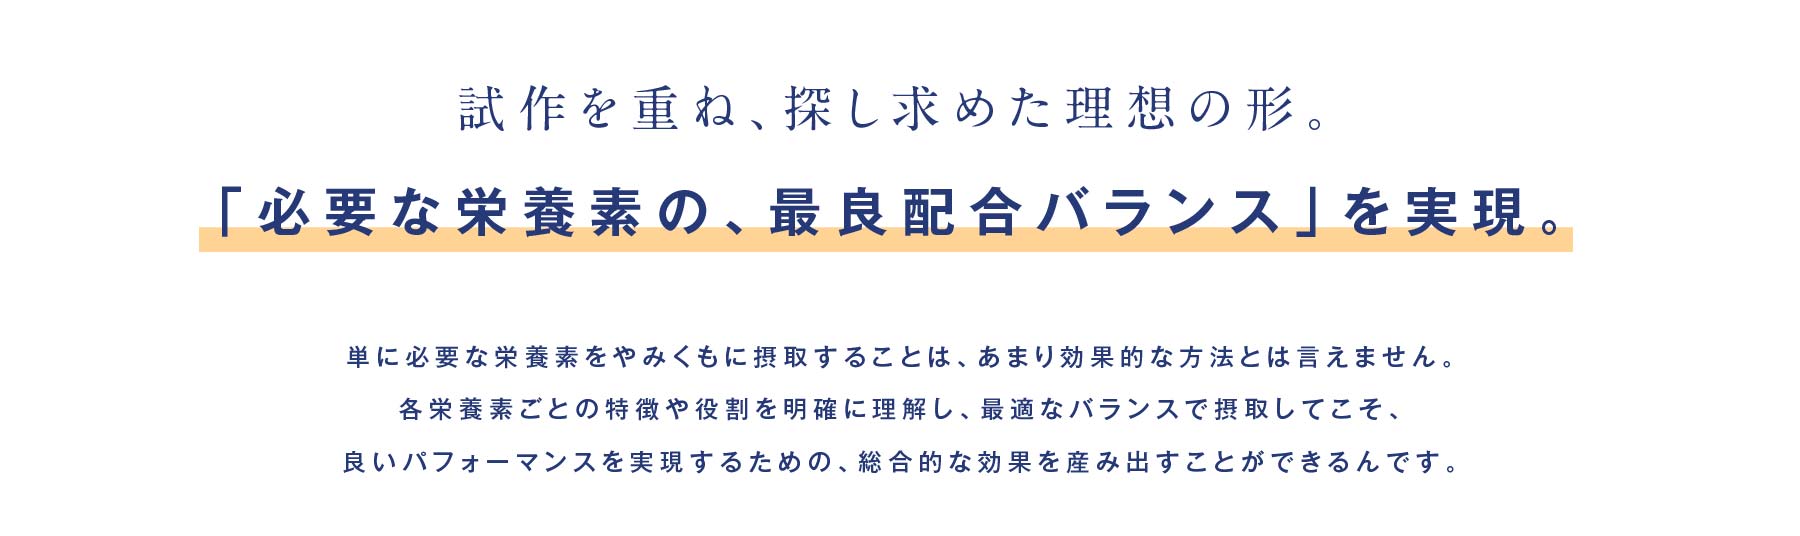 試作を重ね、探し求めた理想の形。
「必要な栄養素の、最良配合バランス」を実現。
単に必要な栄養素をやみくもに摂取することは、あまり効果的な方法とは言えません。
各栄養素ごとの特徴や役割を明確に理解し、最適なバランスで摂取してこそ、
良いパフォーマンスを実現するための、総合的な効果を産み出すことができるんです。